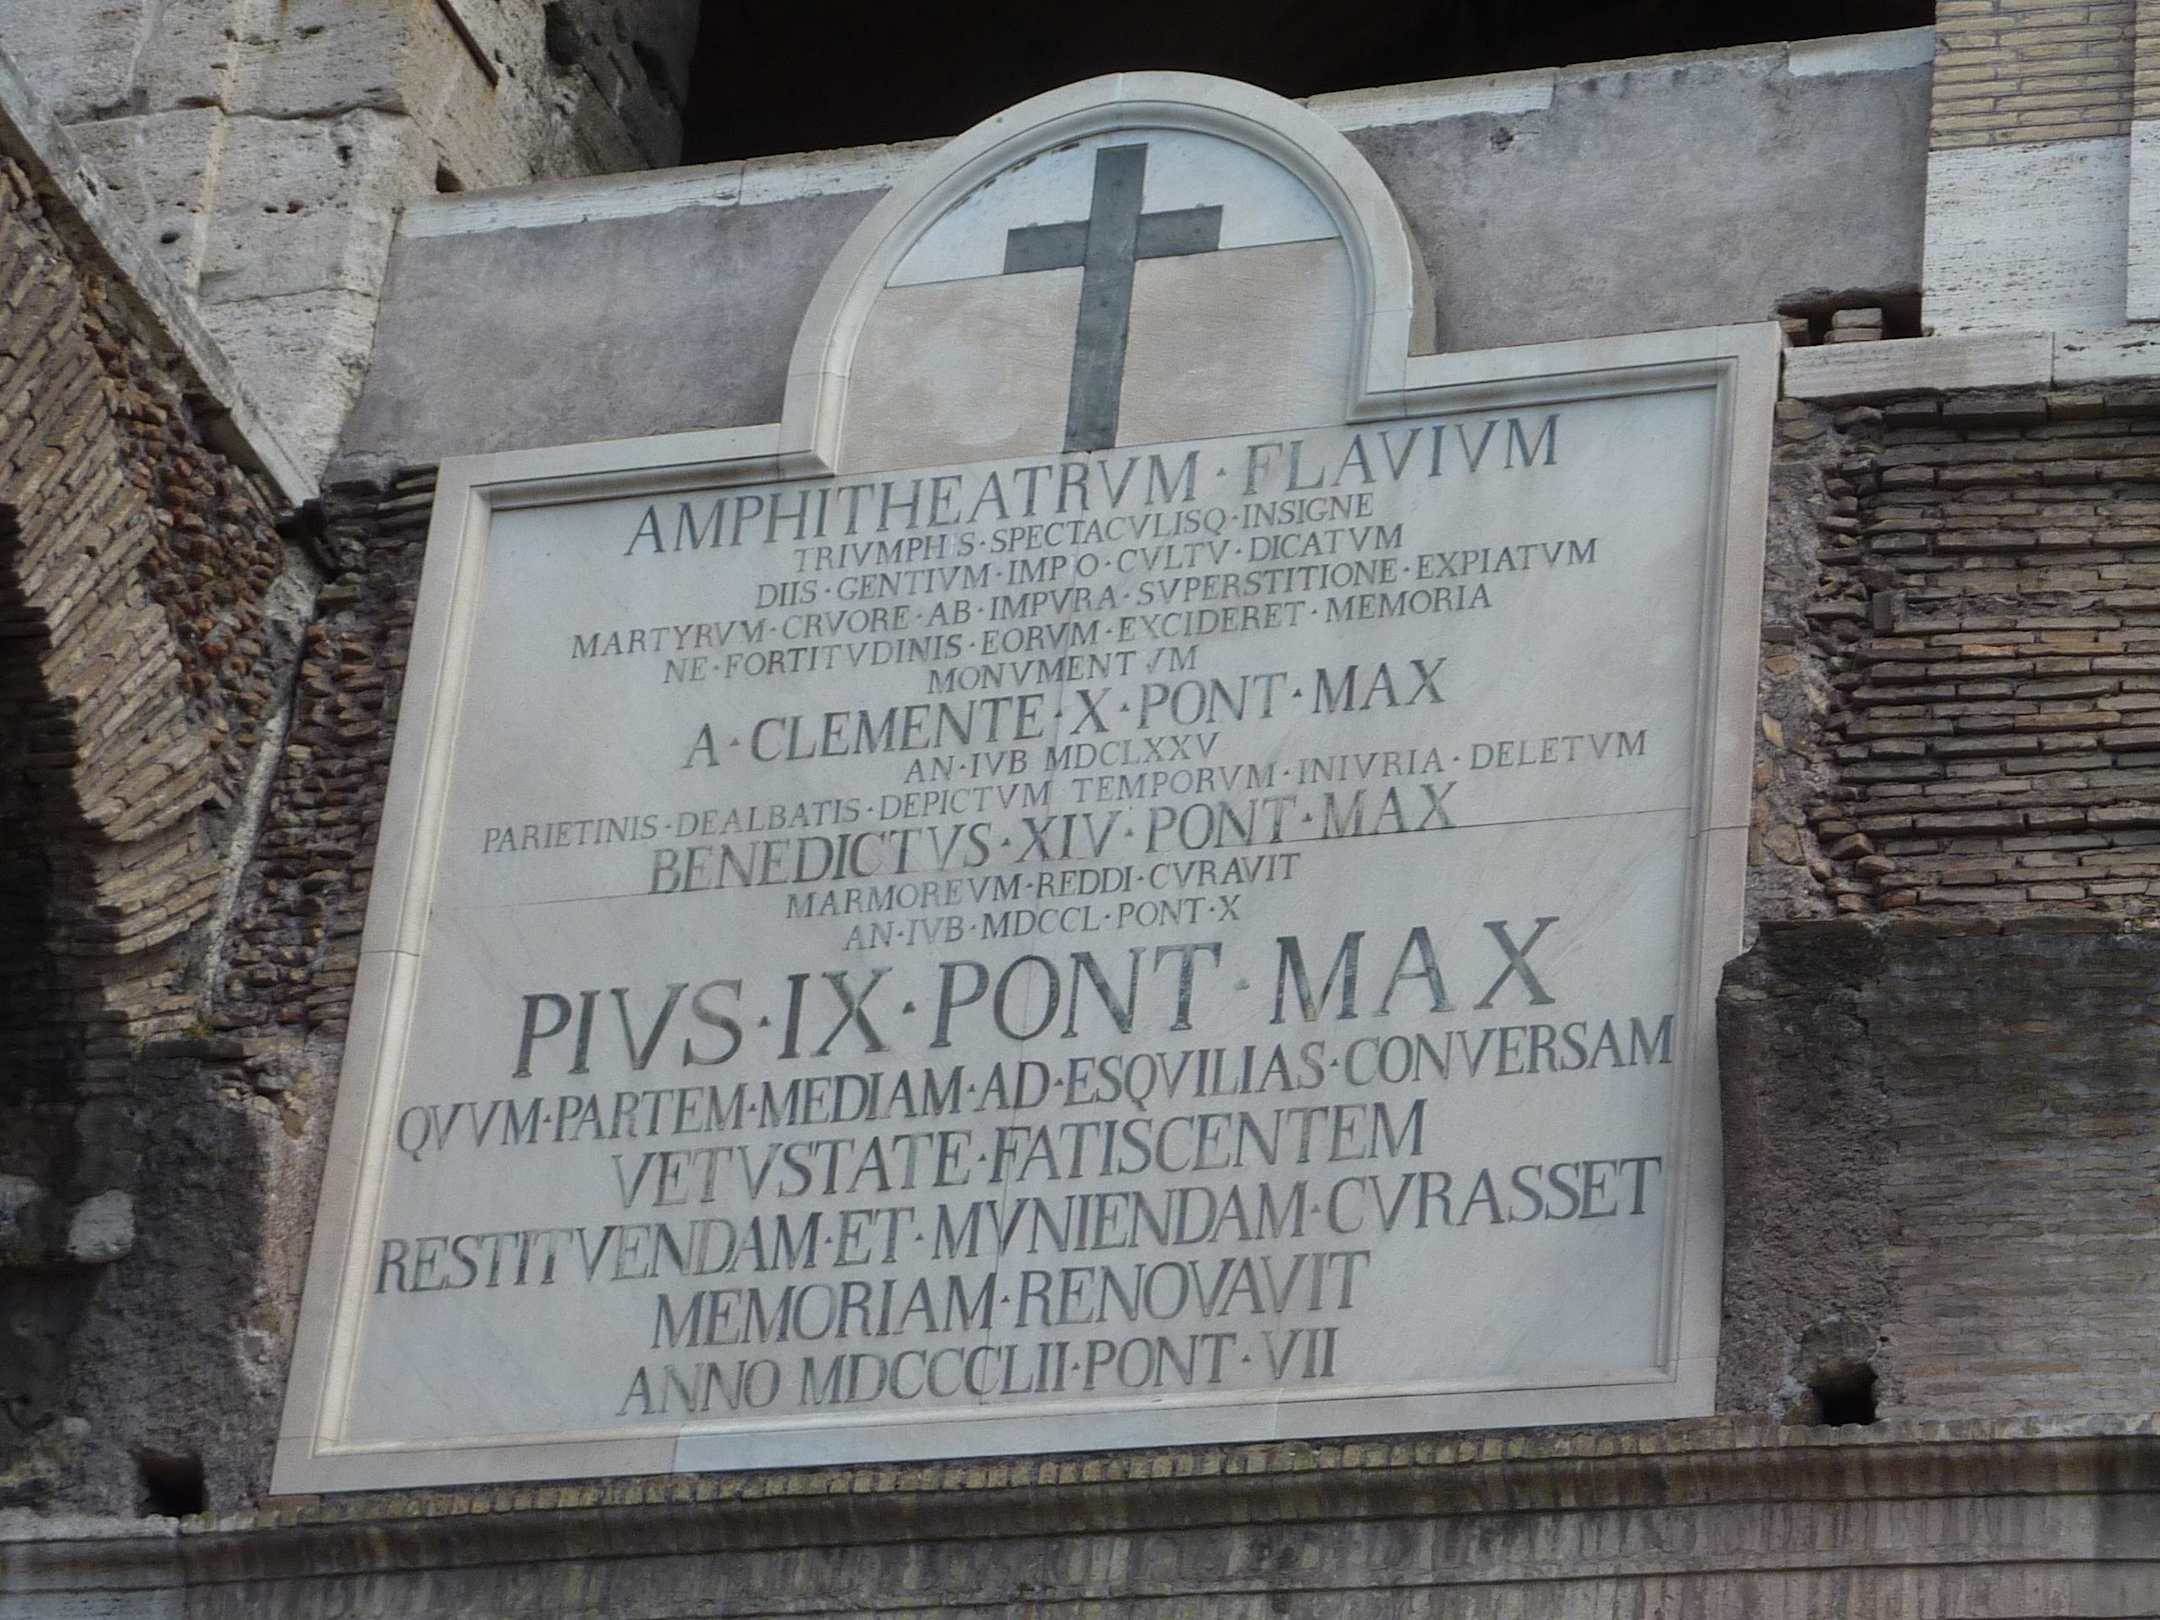 AMPHITHEATRVM · FLAVIVM
TRIVMPHIS · SPECTACVLISQ · INSIGNE
DIIS · GENTIVM · IMPIO · CVLTV · DICATVM
MARTYRVM · CRVORE · AB · IMPVRA · SVPERSTITIONE · EXPIATVM
NE · FORTITVDINIS · EORVM · EXCIDERET · MEMORIA
MONVMENTVM
A · CLEMENTE · X · PONT · MAX
AN · IVB MDCLXXV
PARIETINIS · DEALBATIS · DEPICTVM TEMPORVM · INIVRIA · DELETVM
BENEDICTVS · XIV · PONT · MAX
MARMOREVM · REDDI · CVRAVIT
AN · IVB · MDCCL · PONT · X
PIVS · IX · PONT · MAX
QVVM · PARTEM · MEDIAM · AD · ESQVILIAS · CONVERSAM
VETVSTATE · FATISCENTEM
RESTITVENDAM · ET · MVNIENDAM · CVRASSET
MEMORIAM · RENOVAVIT
ANNO MDCCCLII · PONT · VII